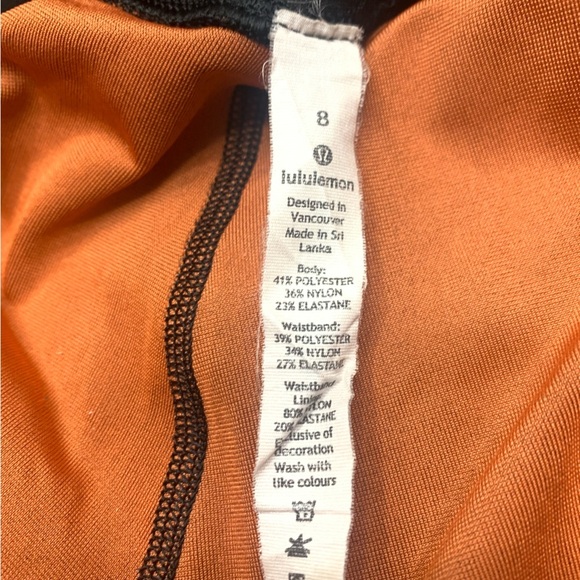 8
lululemon
Designed in
Vancouver
Made in Sri
Lanka
Body:
41% POLYESTER
36% NYLON
23% ELASTANE
Waistband:
39% POLYESTER
34% NYLON
27% ELASTANE
80%
20%
decoration
Wash with
like colours